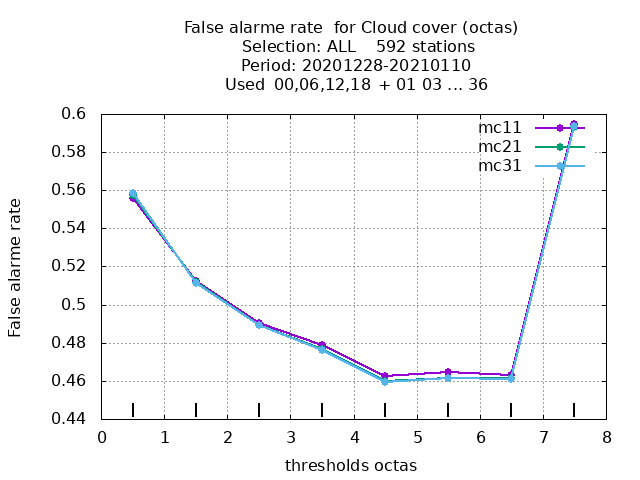 False alarme rate  for Cloud cover (octas)
Selection: ALL    592 stations
Period: 20201228-20210110
Used  00,06,12,18  + 01 03 ... 36
mc11
mc21
mc31
False alarme rate
0.6
0.58
0.56
0.54
0.52
0.5
0.48
0.46
0.44
0 1 2 3 4 5 6 7 8
thresholds octas